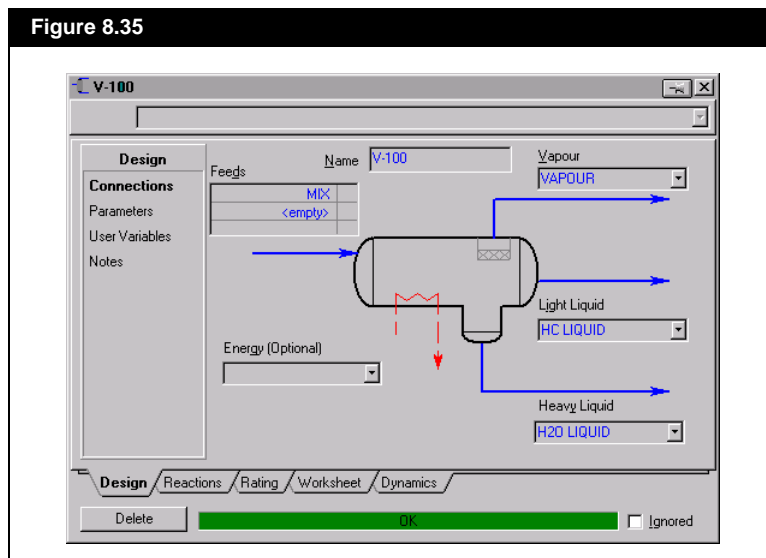 Figure 8.35
V-100
Design
Connections
Parameters
User Variables
Notes
Feeds
MIX
<empty>
Name V-100
Vapour
VAPOUR
Light Liquid
HC LIQUID
Energy (Optional)
Heavy Liquid
H2O LIQUID
Design Reactions Rating Worksheet Dynamics
Delete OK Ignored